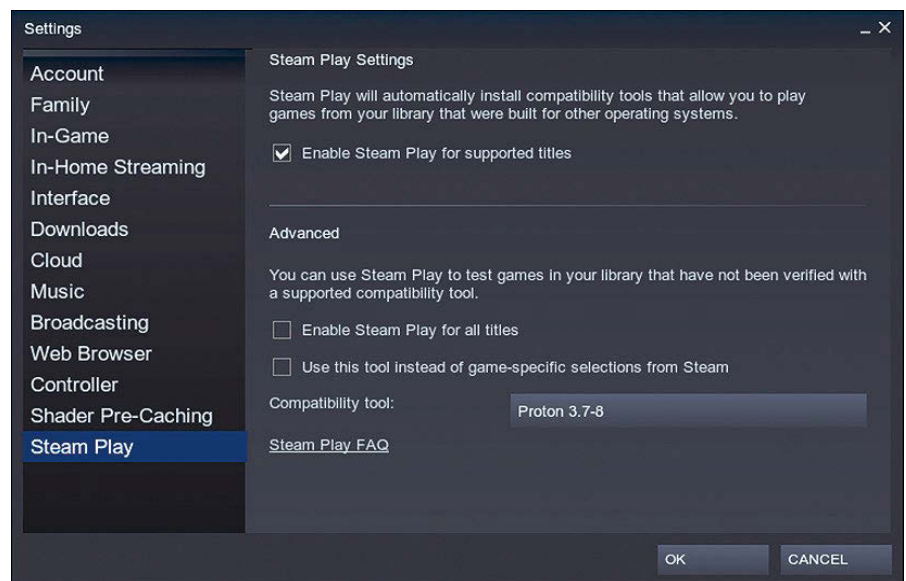 Settings
Account
Family
In-Game
In-Home Streaming
Interface
Downloads
Cloud
Music
Broadcasting
Web Browser
Controller
Shader Pre-Caching
Steam Play
Steam Play Settings
Steam Play will automatically install compatibility tools that allow you to play
games from your library that were built for other operating systems.
Enable Steam Play for supported titles
Advanced
You can use Steam Play to test games in your library that have not been verified with
a supported compatibility tool.
Enable Steam Play for all titles
Use this tool instead of game-specific selections from Steam
Compatibility tool: Proton 3.7-8
Steam Play FAQ
OK CANCEL